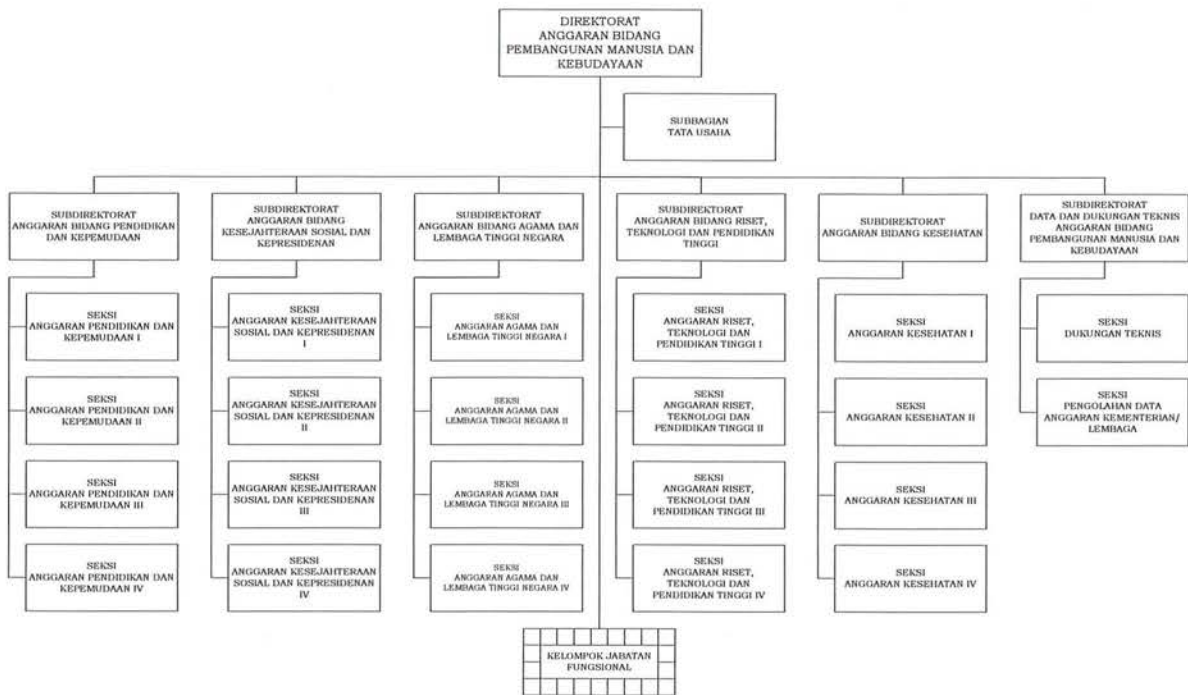 DIREKTORAT
ANGGARAN BIDANG
PEMBANGUNAN MANUSIA DAN
KEBUDAYAAN
SUBBAGIAN
TATA USAHA
SUBDIREKTORAT
ANGGARAN BIDANG PENDIDIKAN
DAN KEPEMUDAAN
SUBDIREKTORAT
ANGGARAN BIDANG
KESEJAHTERAAN SOSIAL DAN
KEPRESIDENAN
SUBDIREKTORAT
ANGGARAN BIDANG AGAMA DAN
LEMBAGA TINGGI NEGARA
SUBDIREKTORAT
ANGGARAN BIDANG RISET,
TEKNOLOGI DAN PENDIDIKAN
TINGGI
SUBDIREKTORAT
ANGGARAN BIDANG KESEHATAN
SUBDIREKTORAT
DATA DAN DUKUNGAN TEKNIS
ANGGARAN BIDANG
PEMBANGUNAN MANUSIA DAN
KEBUDAYAAN
SEKSI
ANGGARAN PENDIDIKAN DAN
KEPEMUDAAN I
SEKSI
ANGGARAN KESEJAHTERAAN
SOSIAL DAN KEPRESIDENAN
I
SEKSI
ANGGARAN AGAMA DAN
LEMBAGA TINGGI NEGARA I
SEKSI
ANGGARAN RISET,
TEKNOLOGI DAN
PENDIDIKAN TINGGI I
SEKSI
ANGGARAN KESEHATAN I
SEKSI
DUKUNGAN TEKNIS
SEKSI
ANGGARAN PENDIDIKAN DAN
KEPEMUDAAN II
SEKSI
ANGGARAN KESEJAHTERAAN
SOSIAL DAN KEPRESIDENAN
II
SEKSI
ANGGARAN AGAMA DAN
LEMBAGA TINGGI NEGARA II
SEKSI
ANGGARAN RISET,
TEKNOLOGI DAN
PENDIDIKAN TINGGI II
SEKSI
ANGGARAN KESEHATAN II
SEKSI
PENGOLAHAN DATA
ANGGARAN KEMENTERIAN/
LEMBAGA
SEKSI
ANGGARAN PENDIDIKAN DAN
KEPEMUDAAN III
SEKSI
ANGGARAN KESEJAHTERAAN
SOSIAL DAN KEPRESIDENAN
III
SEKSI
ANGGARAN AGAMA DAN
LEMBAGA TINGGI NEGARA III
SEKSI
ANGGARAN RISET,
TEKNOLOGI DAN
PENDIDIKAN TINGGI III
SEKSI
ANGGARAN KESEHATAN III
SEKSI
ANGGARAN PENDIDIKAN DAN
KEPEMUDAAN IV
SEKSI
ANGGARAN KESEJAHTERAAN
SOSIAL DAN KEPRESIDENAN
IV
SEKSI
ANGGARAN AGAMA DAN
LEMBAGA TINGGI NEGARA IV
SEKSI
ANGGARAN RISET,
TEKNOLOGI DAN
PENDIDIKAN TINGGI IV
SEKSI
ANGGARAN KESEHATAN IV
KELOMPOK JABATAN
FUNGSIONAL